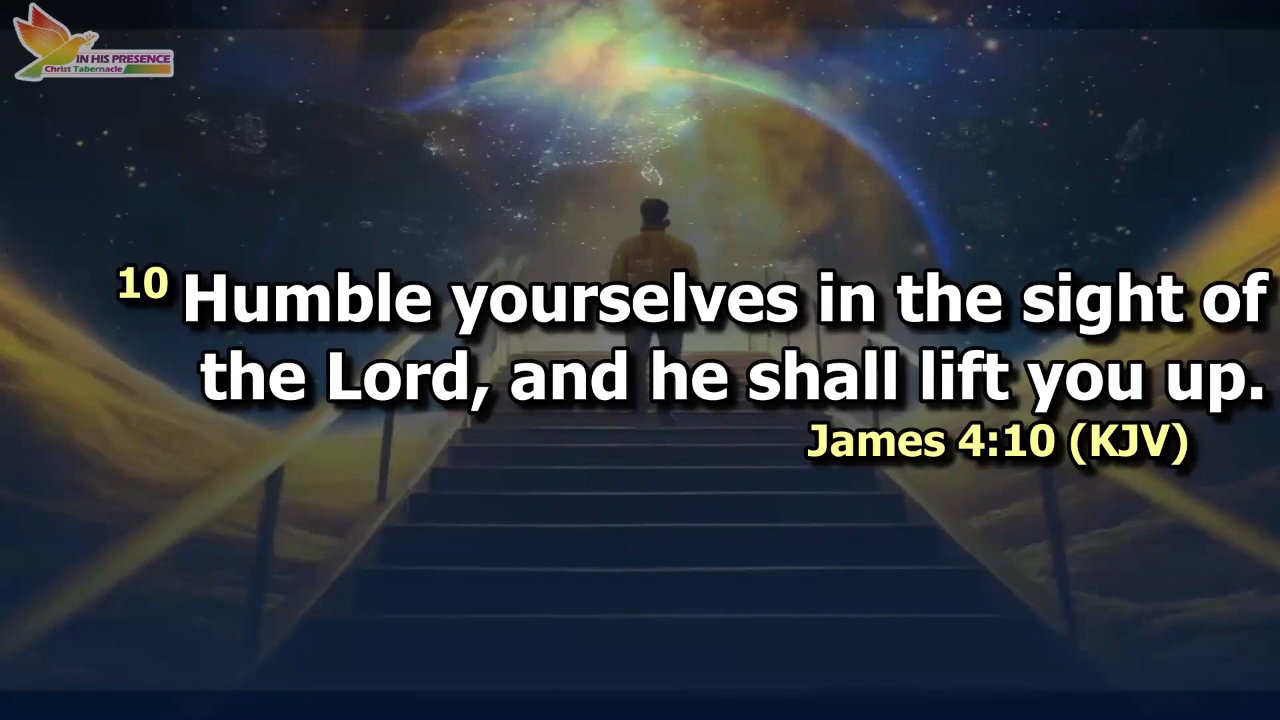 IN HIS PRESENCE
Christ Tabernacle
10 Humble yourselves in the sight of
the Lord, and he shall lift you up.
James 4:10 (KJV)